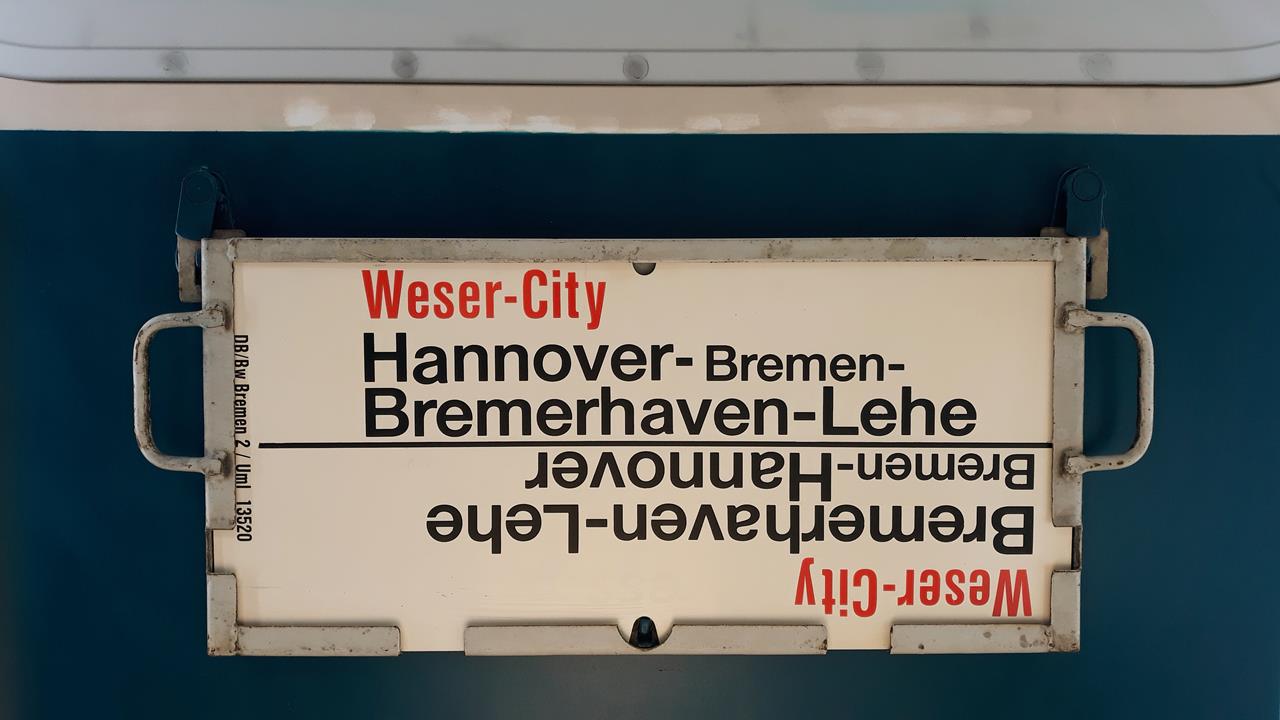 Weser-City
Hannover- Bremen-
Bremerhaven-Lehe
DB/Bw Bremen 2 / Uml 13520
Weser-City
Bremerhaven-Lehe
Bremen-Hannover